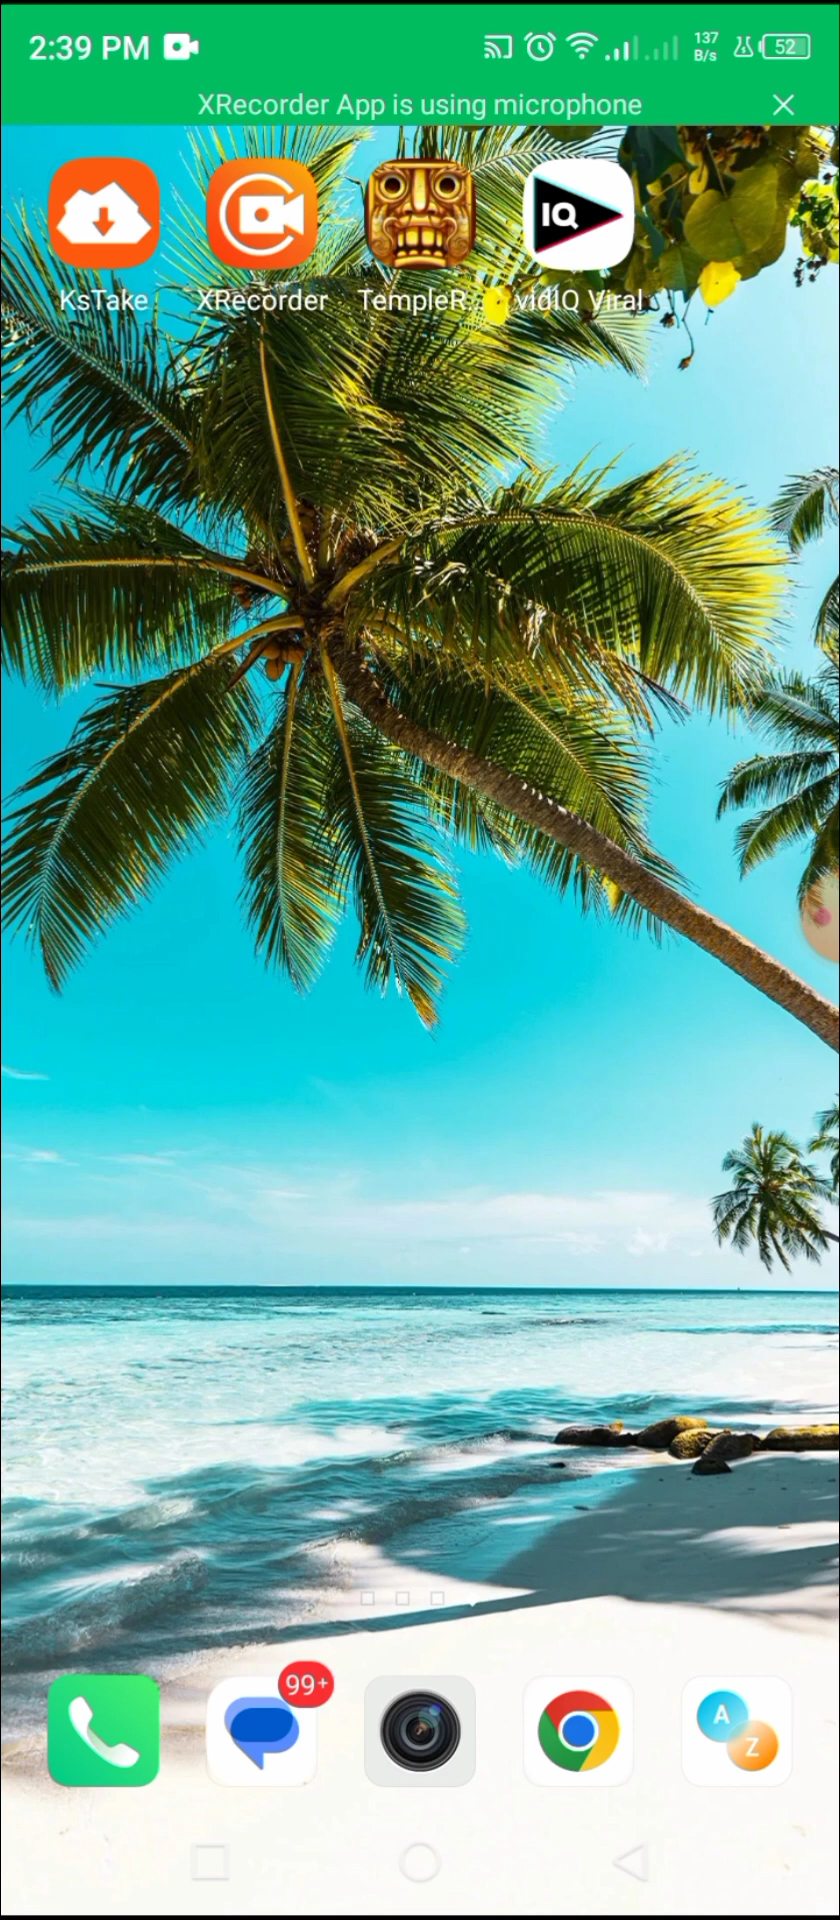 2:39 PM 137 B/s 52
XRecorder App is using microphone
IQ
KsTake XRecorder TempleR... vidIQ Viral
99+
A
Z